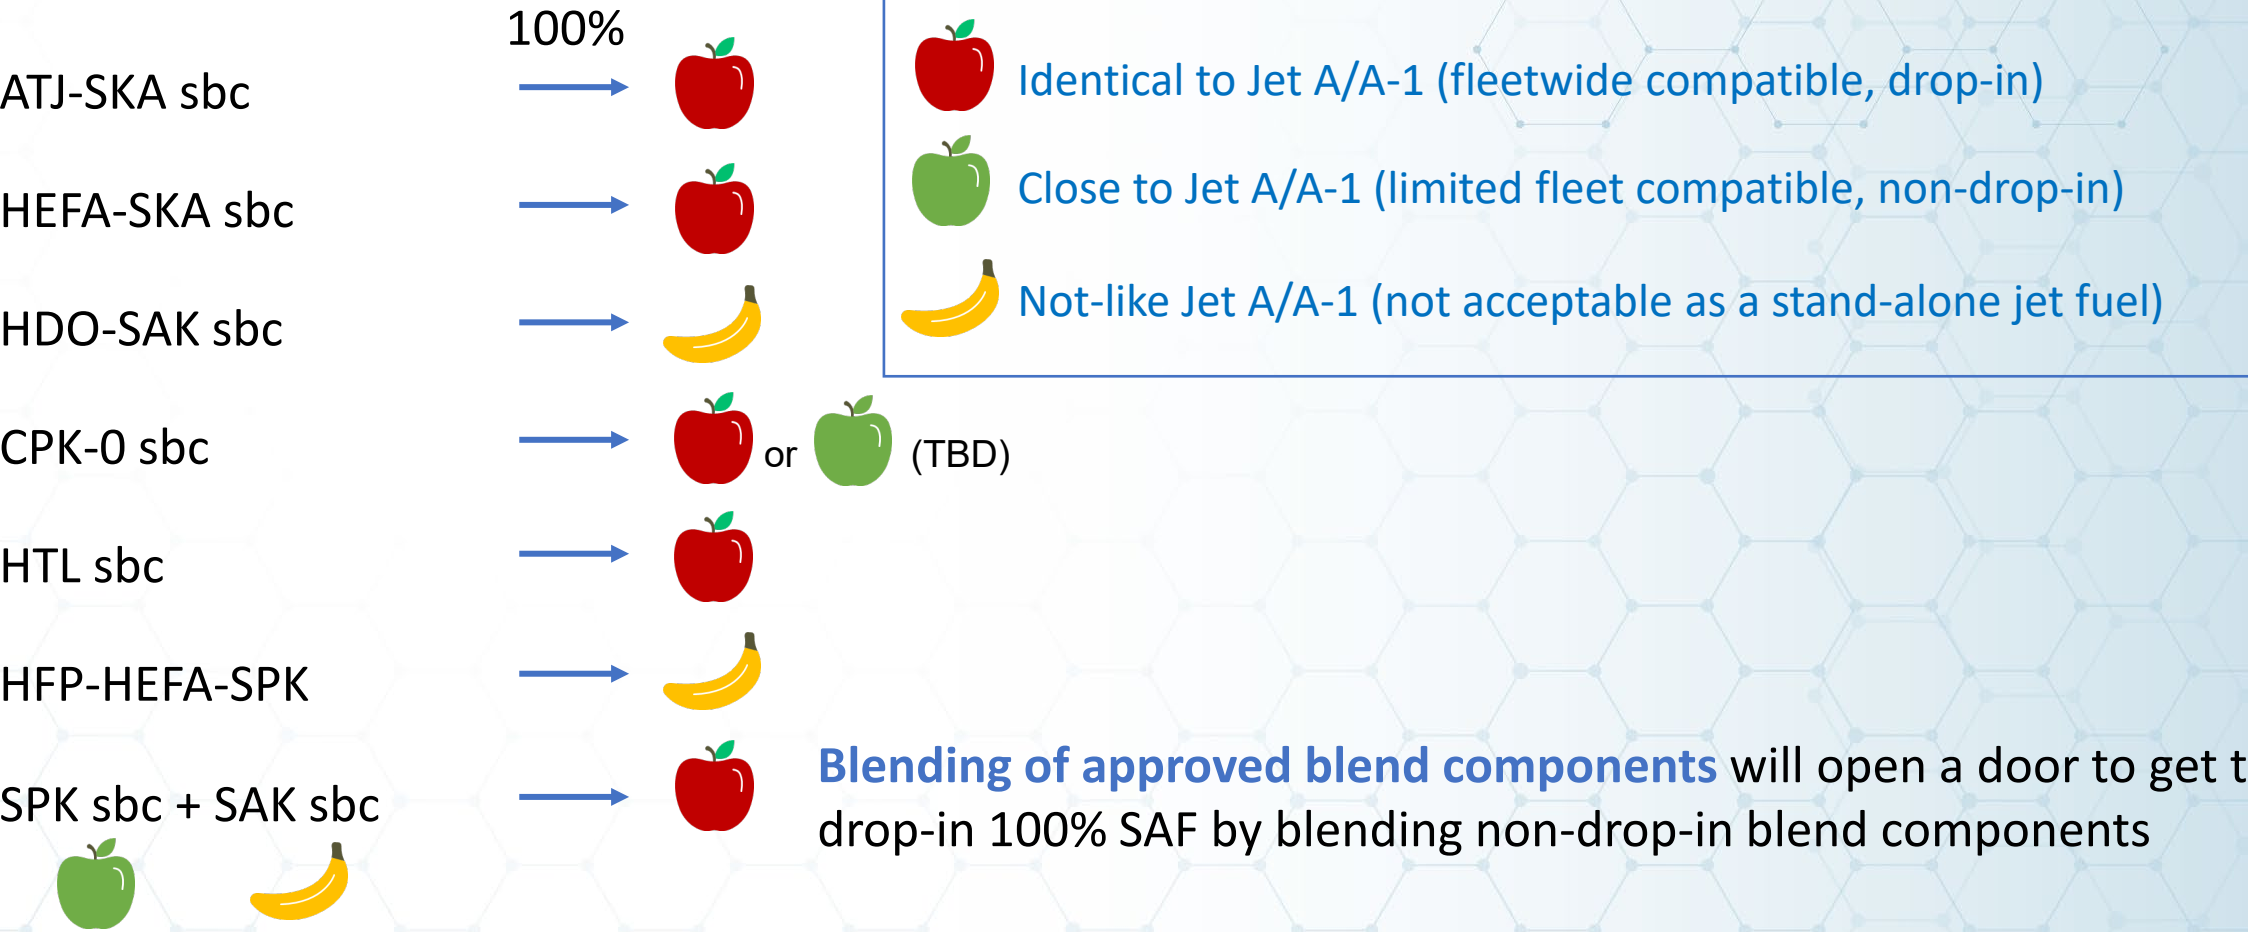 100%
ATJ-SKA sbc
HEFA-SKA sbc
HDO-SAK sbc
CPK-0 sbc
or
(TBD)
HTL sbc
HFP-HEFA-SPK
SPK sbc + SAK sbc
Identical to Jet A/A-1 (fleetwide compatible, drop-in)
Close to Jet A/A-1 (limited fleet compatible, non-drop-in)
Not-like Jet A/A-1 (not acceptable as a stand-alone jet fuel)
Blending of approved blend components will open a door to get
drop-in 100% SAF by blending non-drop-in blend components